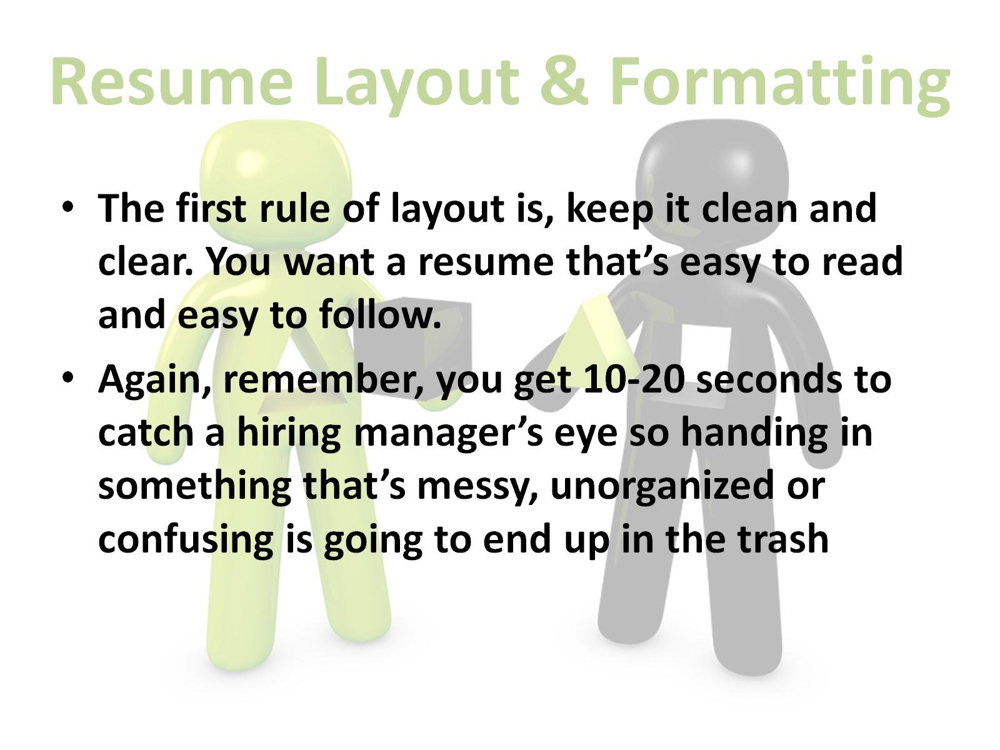 Resume Layout & Formatting
• The first rule of layout is, keep it clean and
clear. You want a resume that’s easy to read
and easy to follow.
• Again, remember, you get 10-20 seconds to
catch a hiring manager’s eye so handing in
something that’s messy, unorganized or
confusing is going to end up in the trash